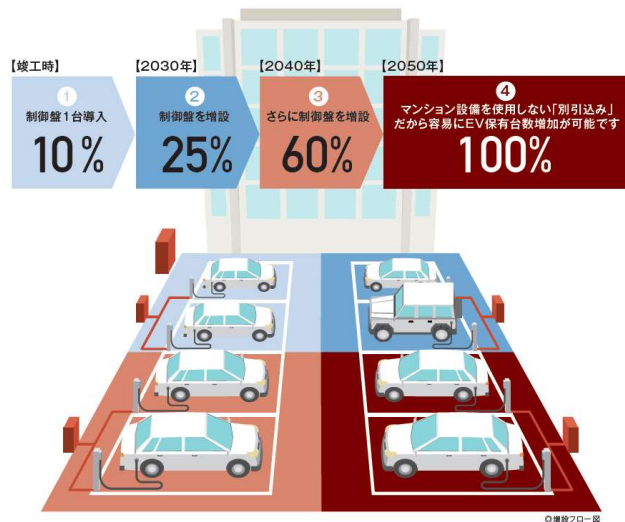 【竣工時】
1
制御盤1台導入
10%
【2030年】
2
制御盤を増設
25%
【2040年】
3
さらに制御盤を増設
60%
【2050年】
4
マンション設備を使用しない「別引込み」
だから容易にEV保有台数増加が可能です
100%
◎増設フロー図